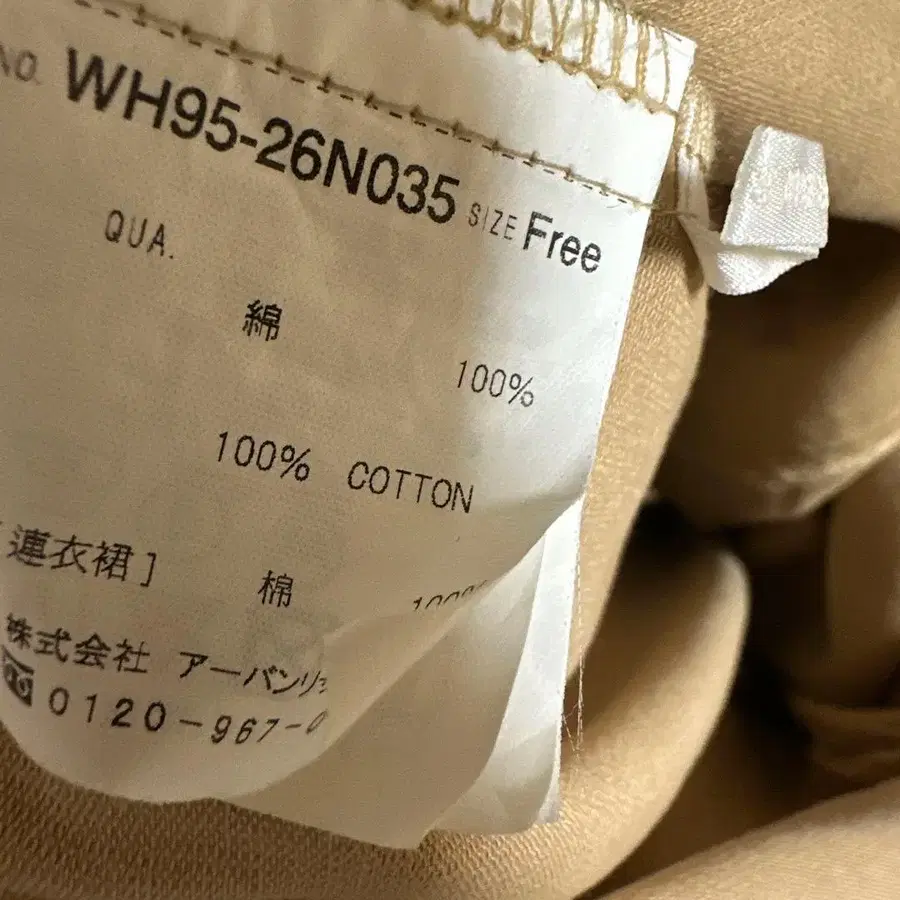 NO. WH95-26N035 SIZE Free
QUA.
綿 100%
100% COTTON
[連衣裙] 棉 100%
株式会社 アーバンリ
0120-967-0